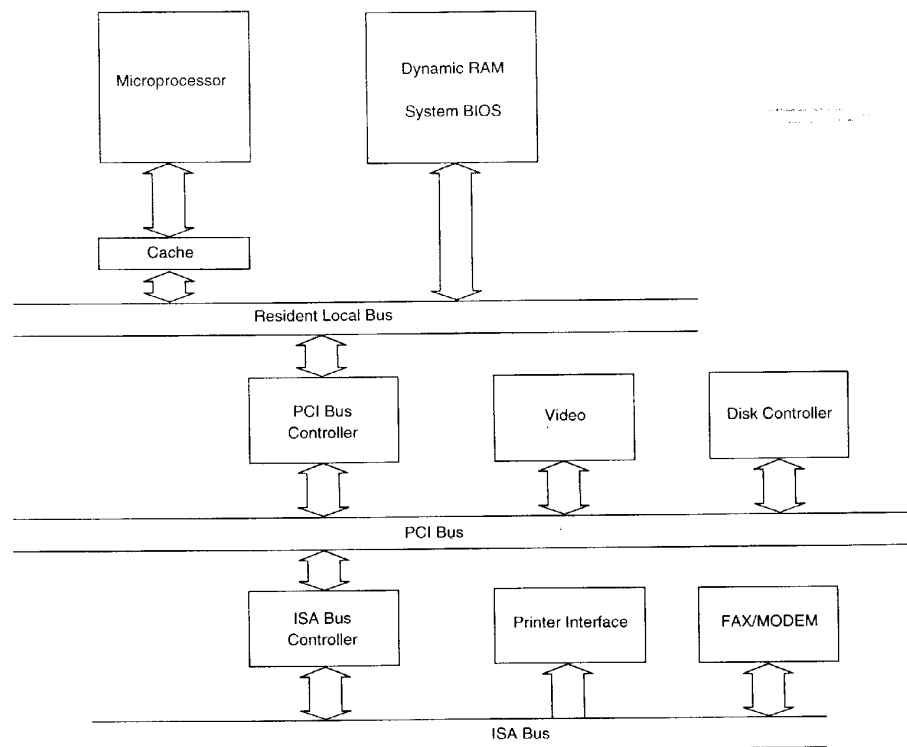 Microprocessor
Dynamic RAM
System BIOS
Cache
Resident Local Bus
PCI Bus
Controller
Video
Disk Controller
PCI Bus
ISA Bus
Controller
Printer Interface
FAX/MODEM
ISA Bus